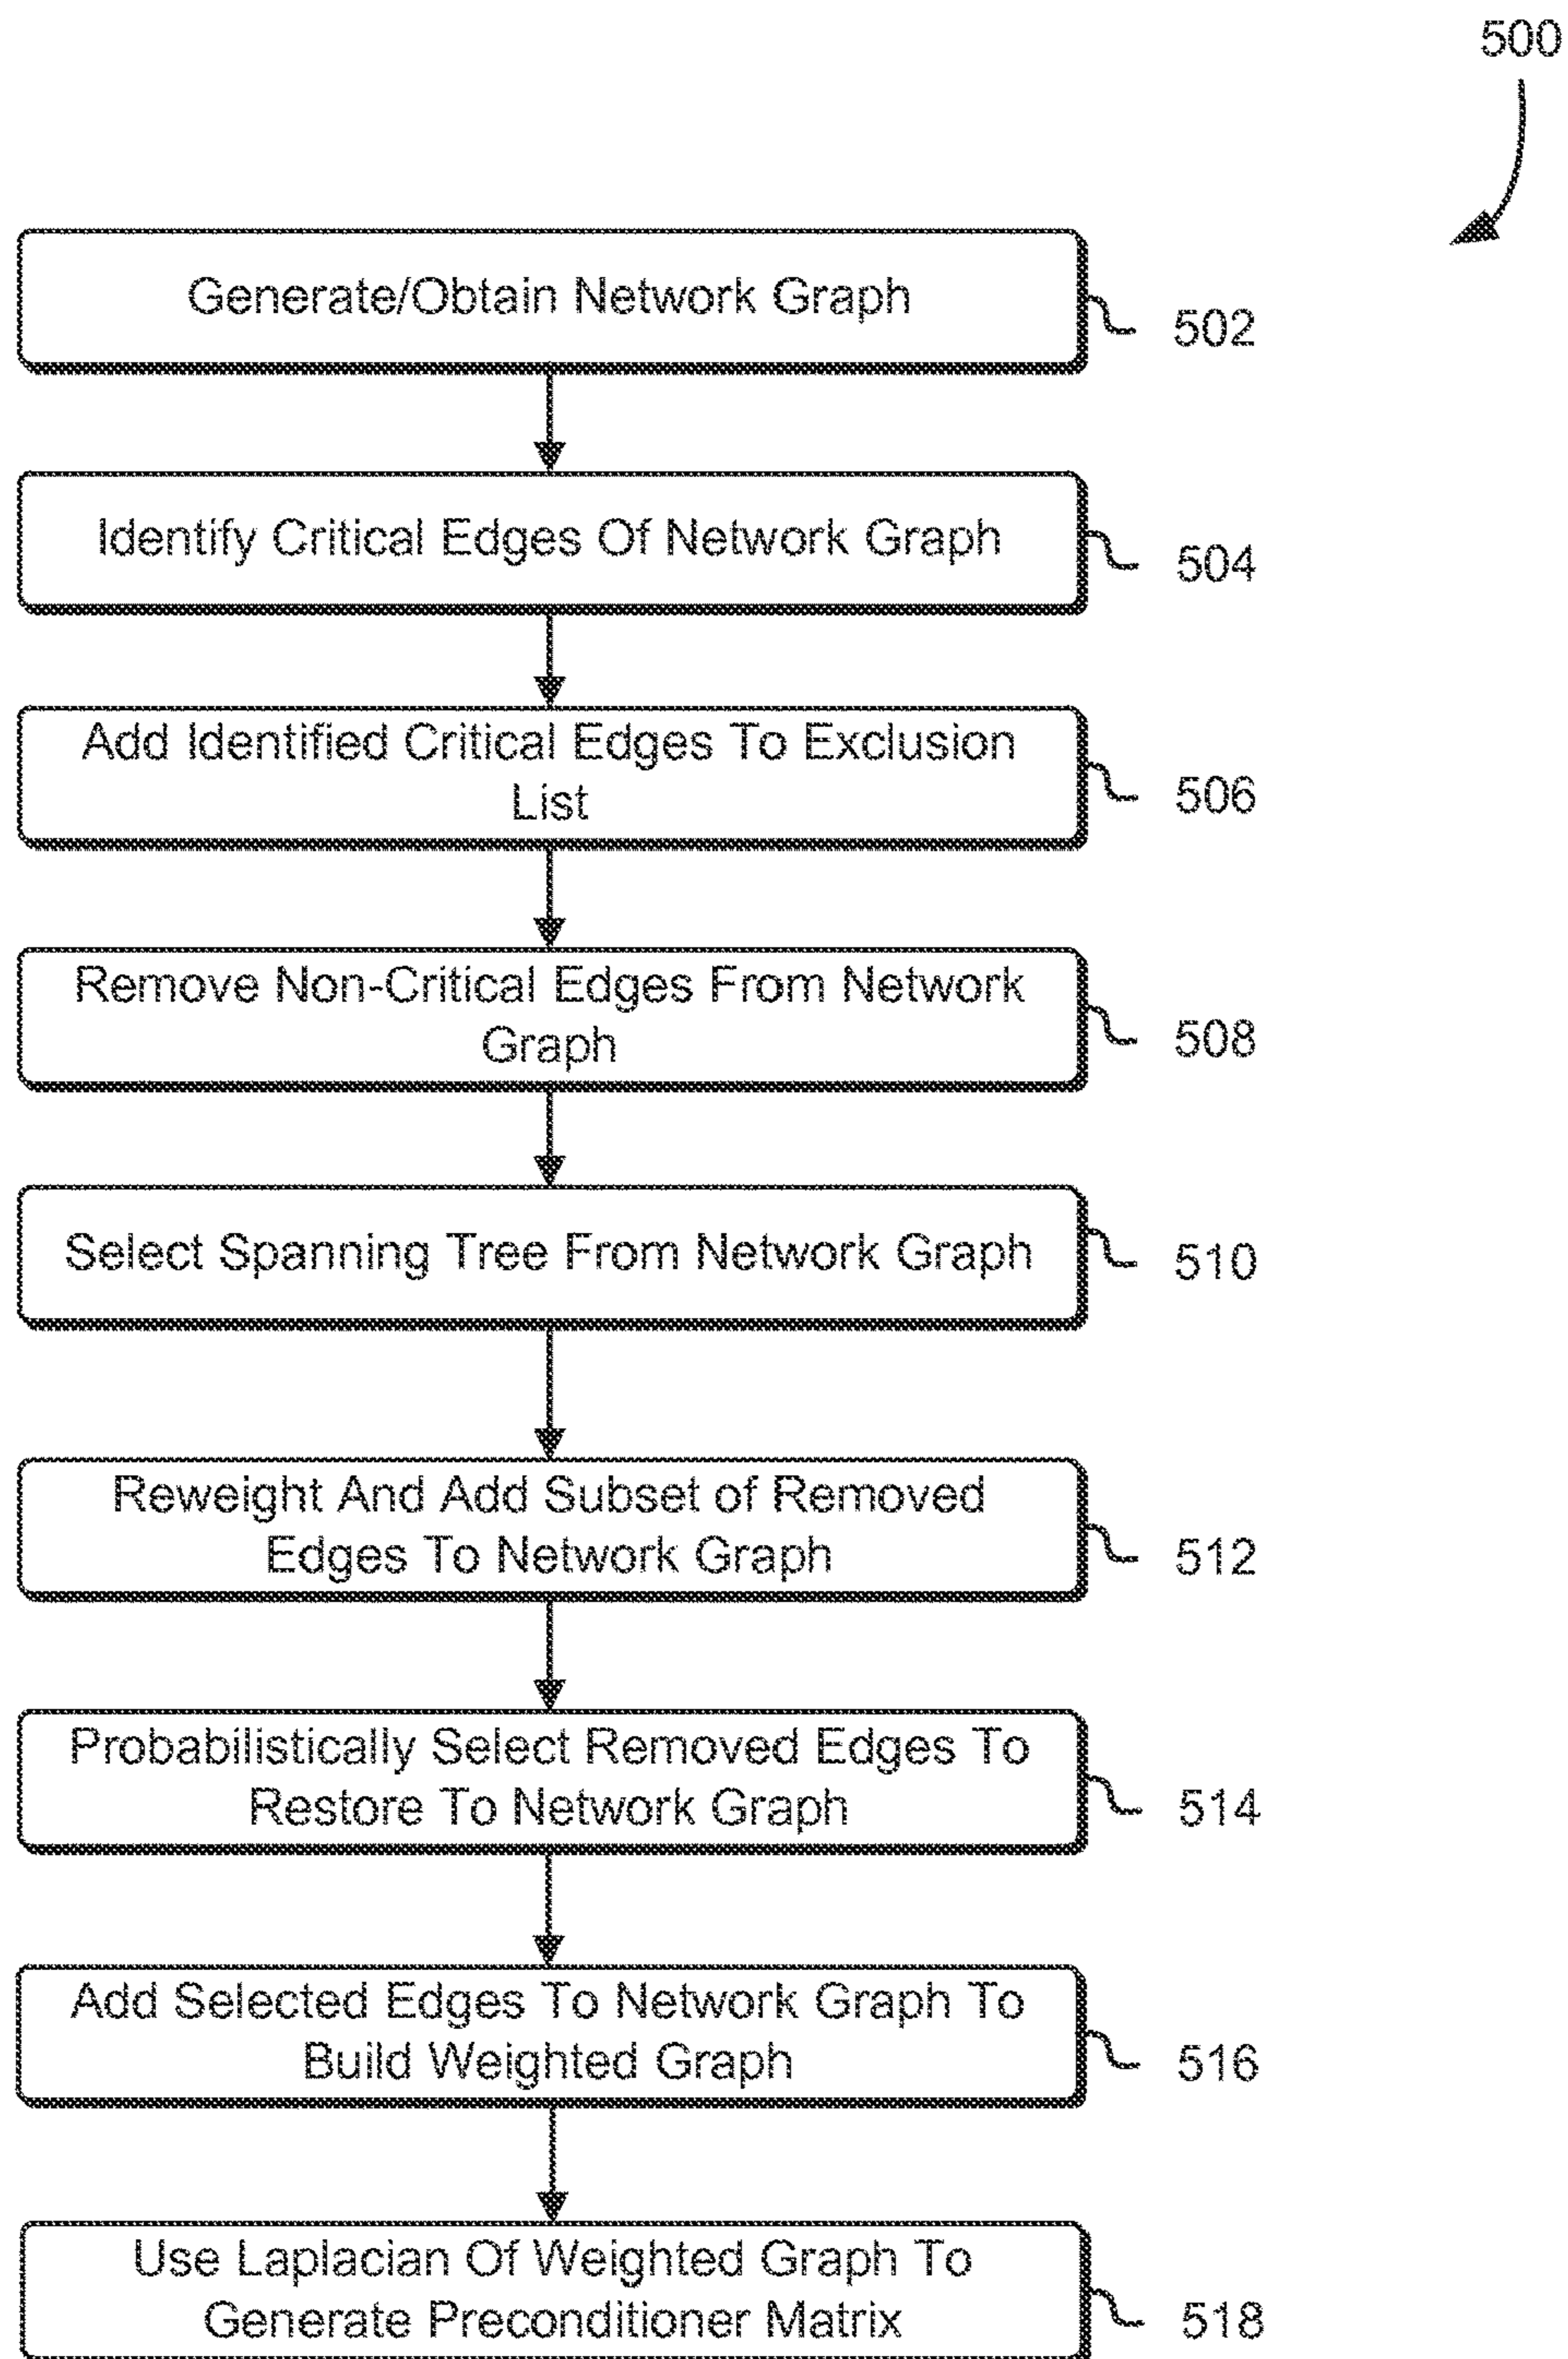 500
Generate/Obtain Network Graph
502
Identify Critical Edges Of Network Graph
504
Add Identified Critical Edges To Exclusion
List
506
Remove Non-Critical Edges From Network
Graph
508
Select Spanning Tree From Network Graph
510
Reweight And Add Subset of Removed
Edges To Network Graph
512
Probabilistically Select Removed Edges To
Restore To Network Graph
514
Add Selected Edges To Network Graph To
Build Weighted Graph
516
Use Laplacian Of Weighted Graph To
Generate Preconditioner Matrix
518